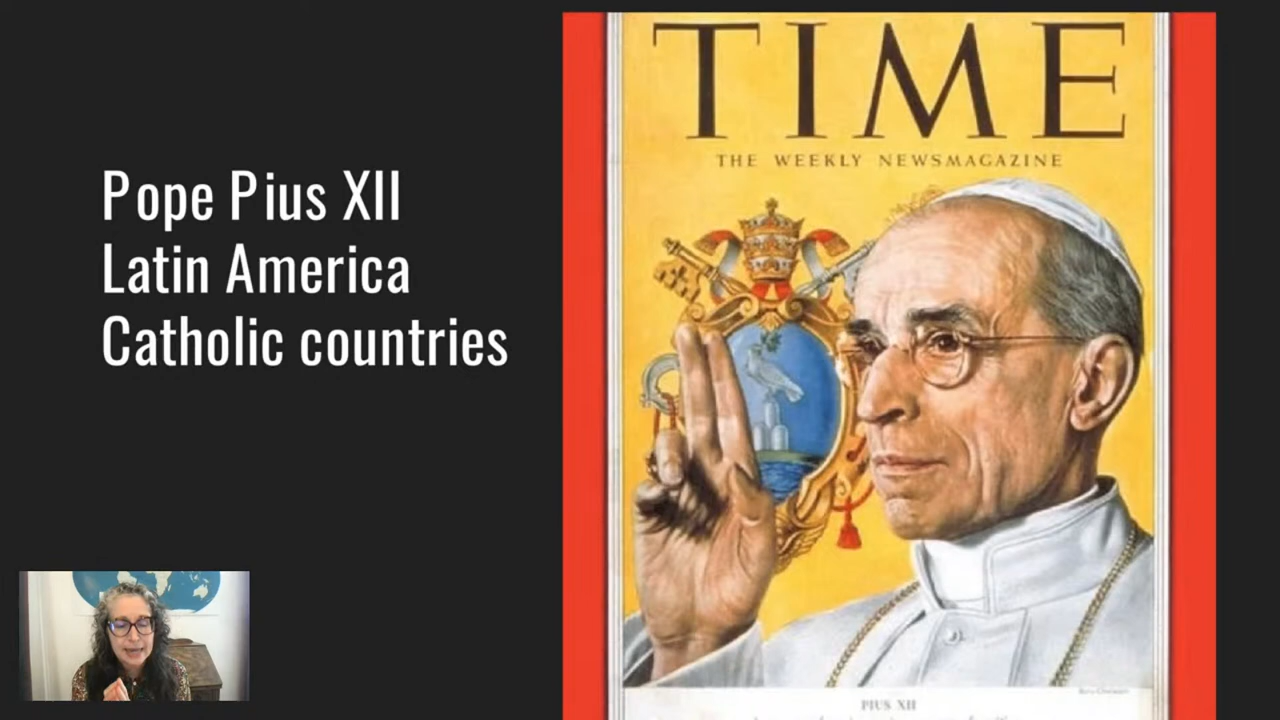 Pope Pius XII
Latin America
Catholic countries
TIME
THE WEEKLY NEWSMAGAZINE
PIUS XII